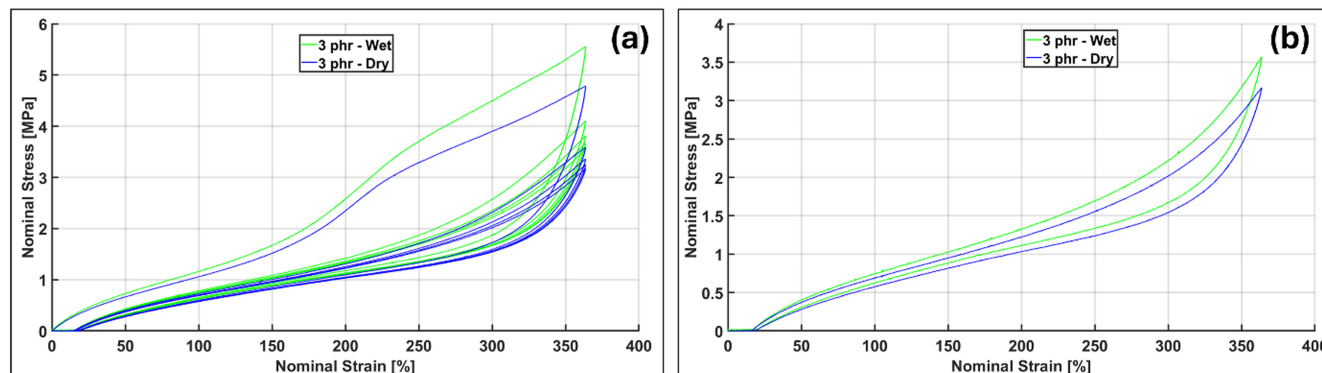 (a)
3 phr - Wet
3 phr - Dry
Nominal Stress [MPa]
6
5
4
3
2
1
0
0 50 100 150 200 250 300 350 400
Nominal Strain [%]
(b)
3 phr - Wet
3 phr - Dry
Nominal Stress [MPa]
4
3.5
3
2.5
2
1.5
1
0.5
0
0 50 100 150 200 250 300 350 400
Nominal Strain [%]